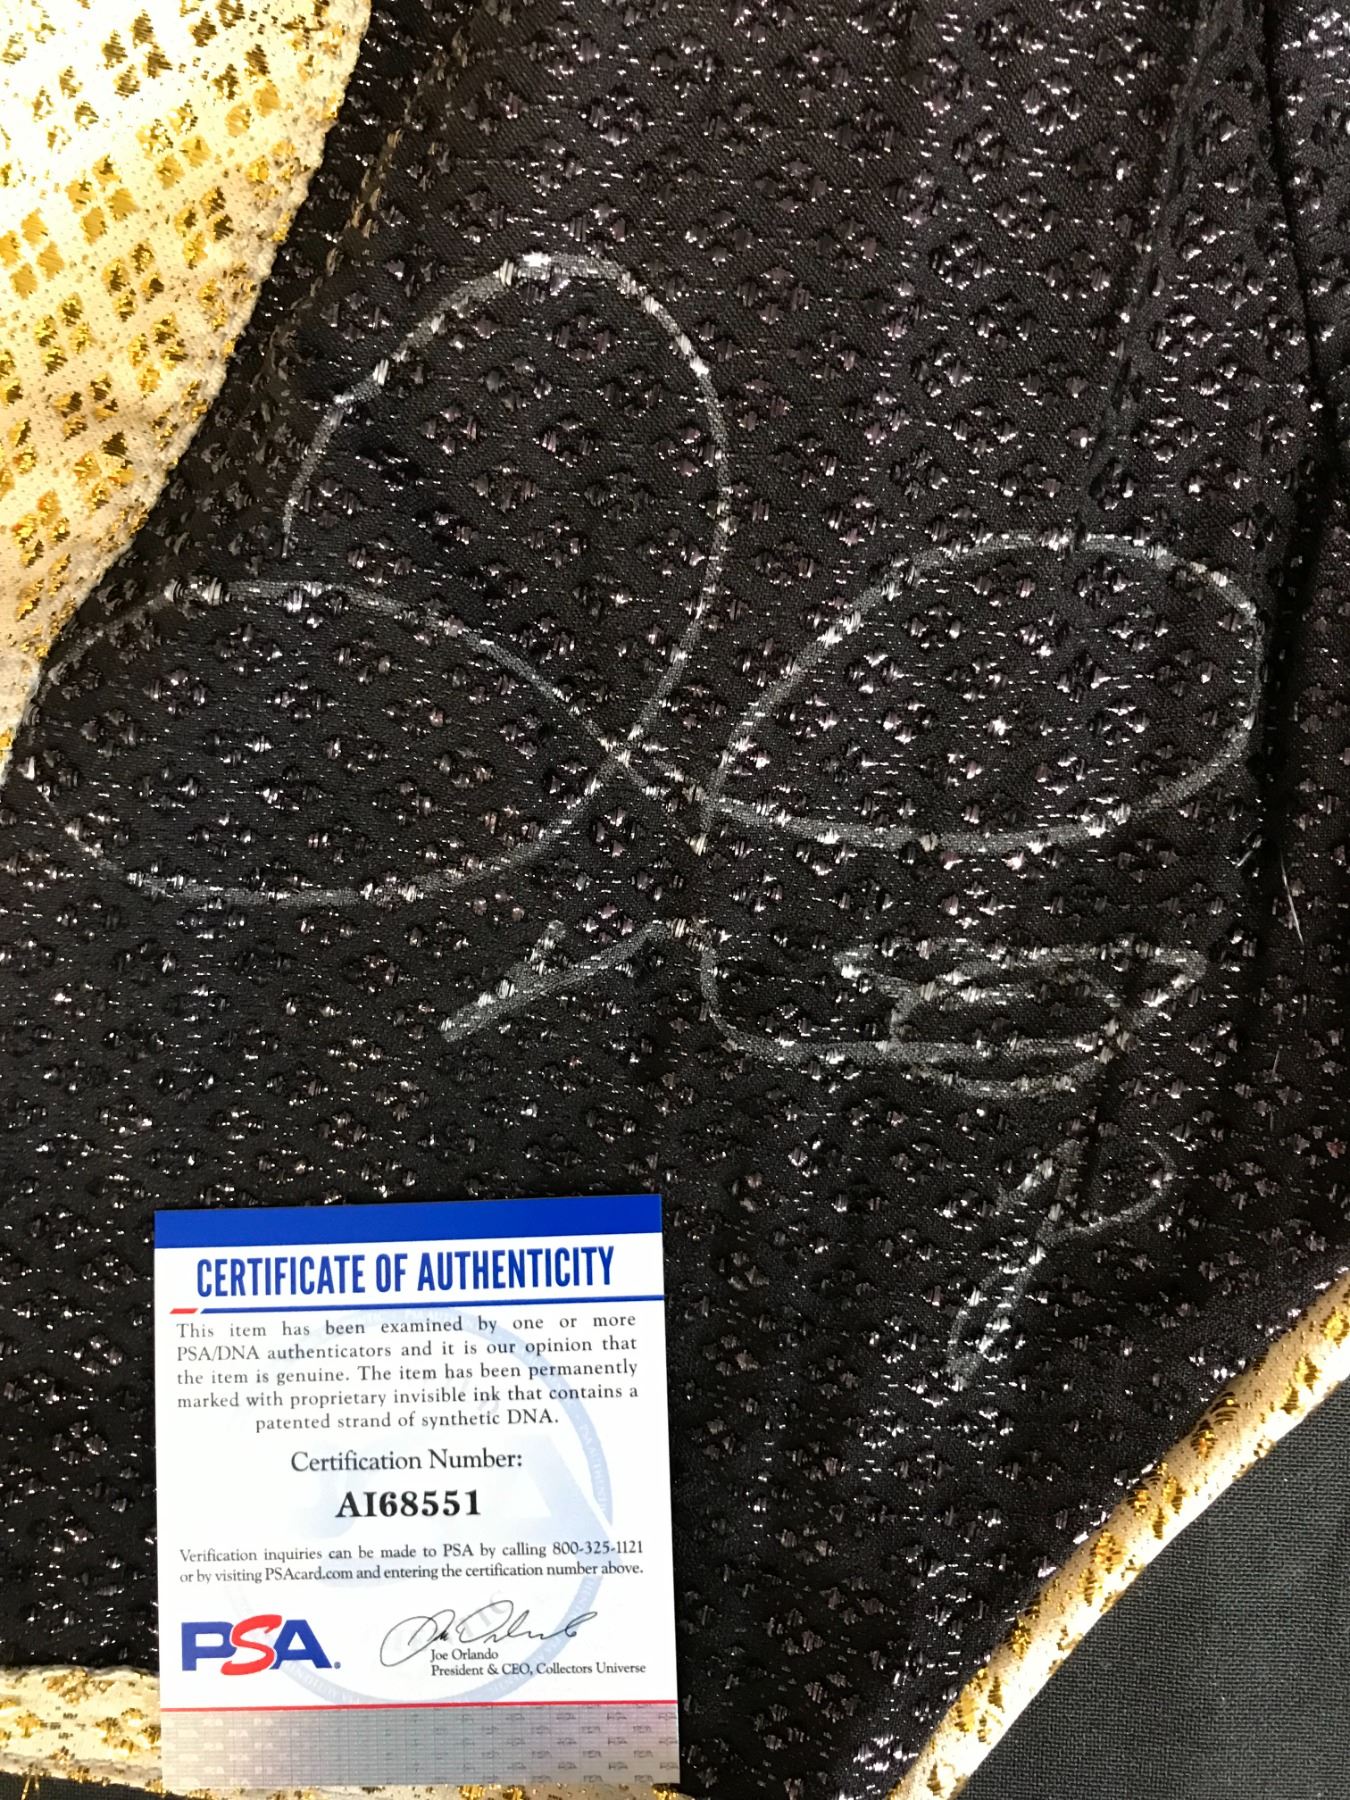 CERTIFICATE OF AUTHENTICITY
This item has been examined by one or more
PSA/DNA authenticators and it is our opinion that
the item is genuine. The item has been permanently
marked with proprietary invisible ink that contains a
patented strand of synthetic DNA.
Certification Number:
AI68551
Verification inquiries can be made to PSA by calling 800-325-1121
or by visiting PSAcard.com and entering the certification number above.
PSA.
Joe Orlando
President & CEO, Collectors Universe